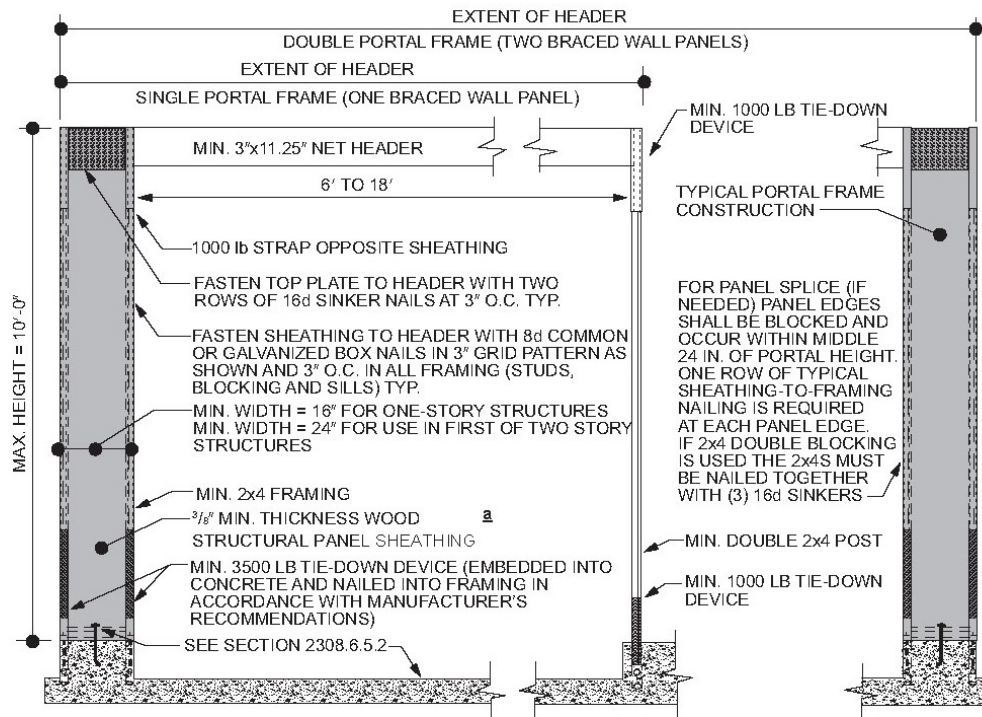 EXTENT OF HEADER
DOUBLE PORTAL FRAME (TWO BRACED WALL PANELS)
EXTENT OF HEADER
SINGLE PORTAL FRAME (ONE BRACED WALL PANEL)
MIN. 1000 LB TIE-DOWN
DEVICE
MIN. 3"x11.25" NET HEADER
6' TO 18'
TYPICAL PORTAL FRAME
CONSTRUCTION
MAX. HEIGHT = 10'-0"
1000 lb STRAP OPPOSITE SHEATHING
FASTEN TOP PLATE TO HEADER WITH TWO
ROWS OF 16d SINKER NAILS AT 3" O.C. TYP.
FASTEN SHEATHING TO HEADER WITH 8d COMMON
OR GALVANIZED BOX NAILS IN 3" GRID PATTERN AS
SHOWN AND 3" O.C. IN ALL FRAMING (STUDS,
BLOCKING AND SILLS) TYP.
MIN. WIDTH = 16" FOR ONE-STORY STRUCTURES
MIN. WIDTH = 24" FOR USE IN FIRST OF TWO STORY
STRUCTURES
FOR PANEL SPLICE (IF
NEEDED) PANEL EDGES
SHALL BE BLOCKED AND
OCCUR WITHIN MIDDLE
24 IN. OF PORTAL HEIGHT.
ONE ROW OF TYPICAL
SHEATHING-TO-FRAMING
NAILING IS REQUIRED
AT EACH PANEL EDGE.
IF 2x4 DOUBLE BLOCKING
IS USED THE 2x4S MUST
BE NAILED TOGETHER
WITH (3) 16d SINKERS
MIN. 2x4 FRAMING
3/8" MIN. THICKNESS WOOD a
STRUCTURAL PANEL SHEATHING
MIN. 3500 LB TIE-DOWN DEVICE (EMBEDDED INTO
CONCRETE AND NAILED INTO FRAMING IN
ACCORDANCE WITH MANUFACTURER'S
RECOMMENDATIONS)
MIN. DOUBLE 2x4 POST
MIN. 1000 LB TIE-DOWN
DEVICE
SEE SECTION 2308.6.5.2